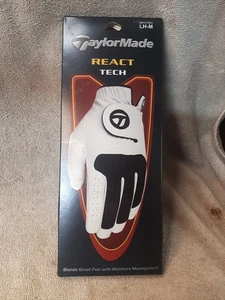 LH-M
TaylorMade
REACT
TECH
Blends Great Feel with Moisture Management